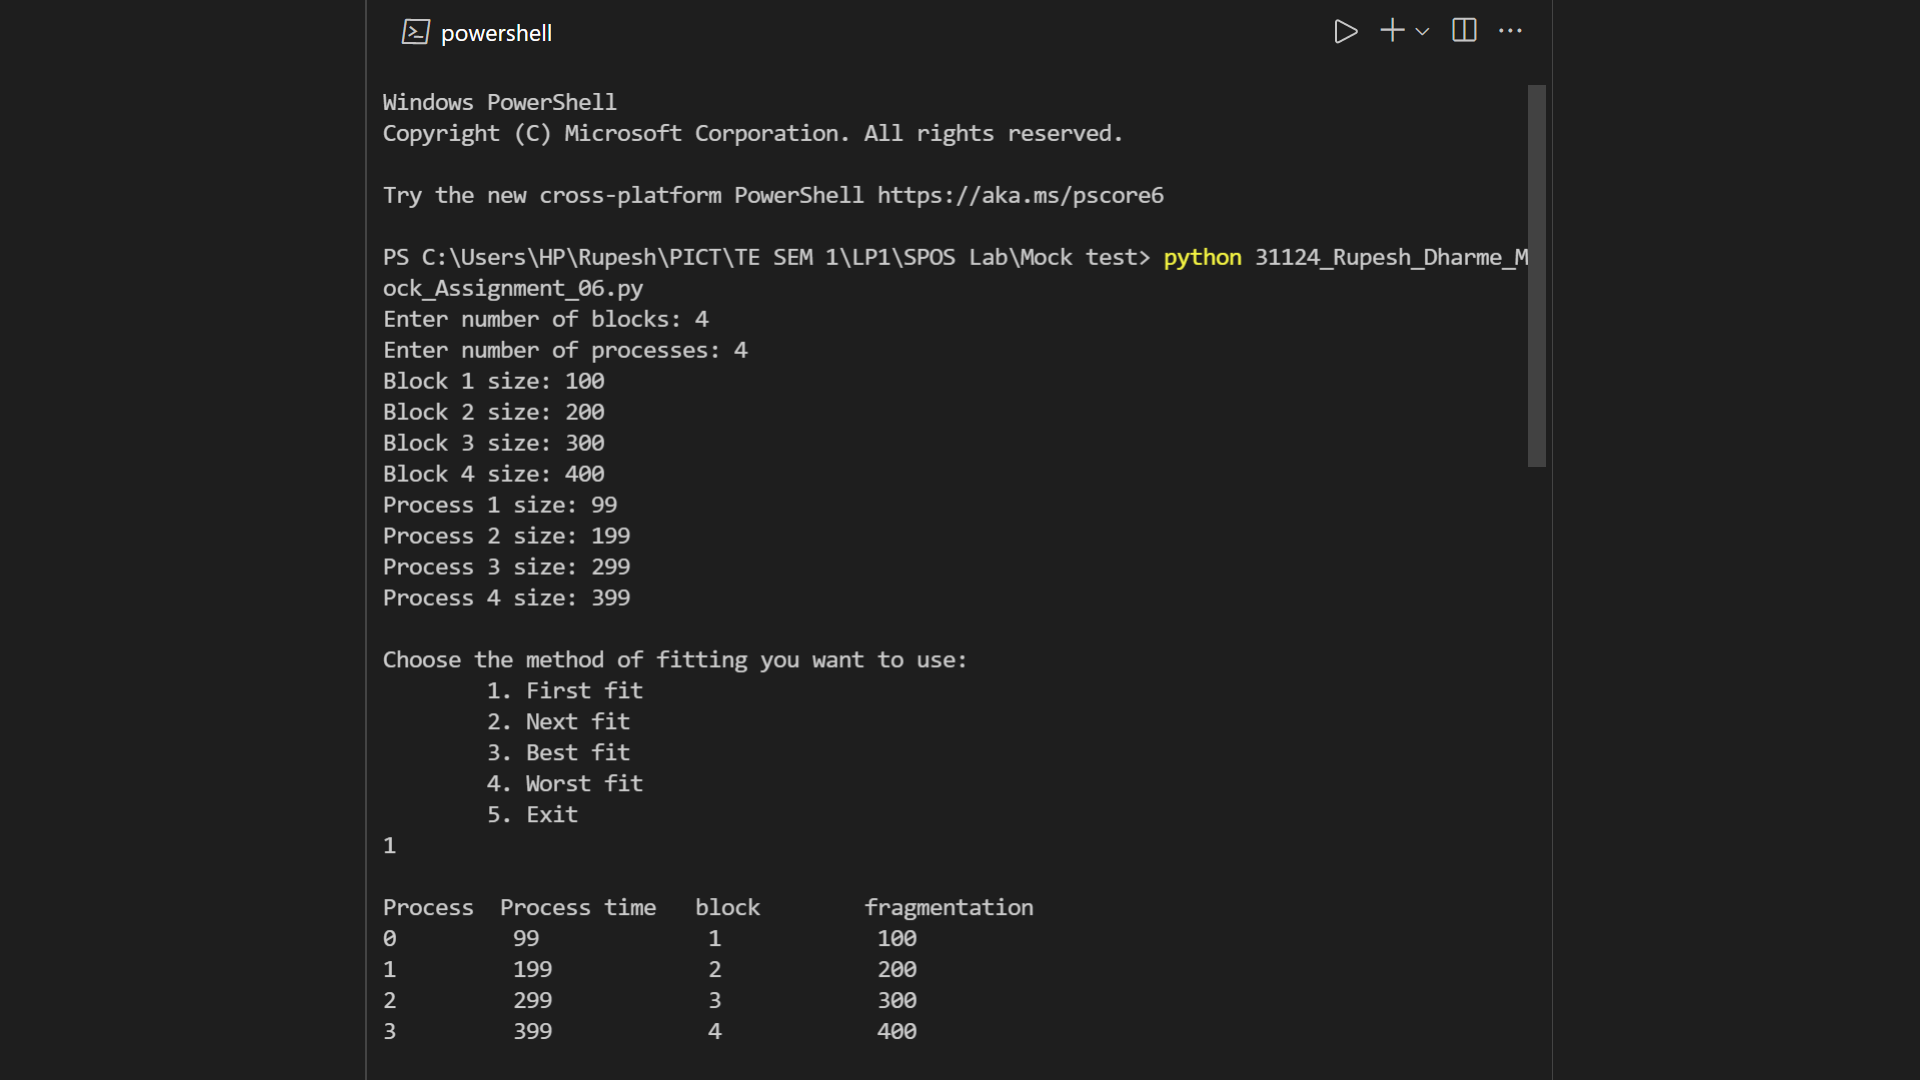 powershell
Windows PowerShell
Copyright (C) Microsoft Corporation. All rights reserved.
Try the new cross-platform PowerShell https://aka.ms/pscore6
PS C:\Users\HP\Rupesh\PICT\TE SEM 1\LP1\SPOS Lab\Mock test> python 31124_Rupesh_Dharme_M
ock_Assignment_06.py
Enter number of blocks: 4
Enter number of processes: 4
Block 1 size: 100
Block 2 size: 200
Block 3 size: 300
Block 4 size: 400
Process 1 size: 99
Process 2 size: 199
Process 3 size: 299
Process 4 size: 399
Choose the method of fitting you want to use:
1. First fit
2. Next fit
3. Best fit
4. Worst fit
5. Exit
1
Process Process time block fragmentation
0 99 1 100
1 199 2 200
2 299 3 300
3 399 4 400